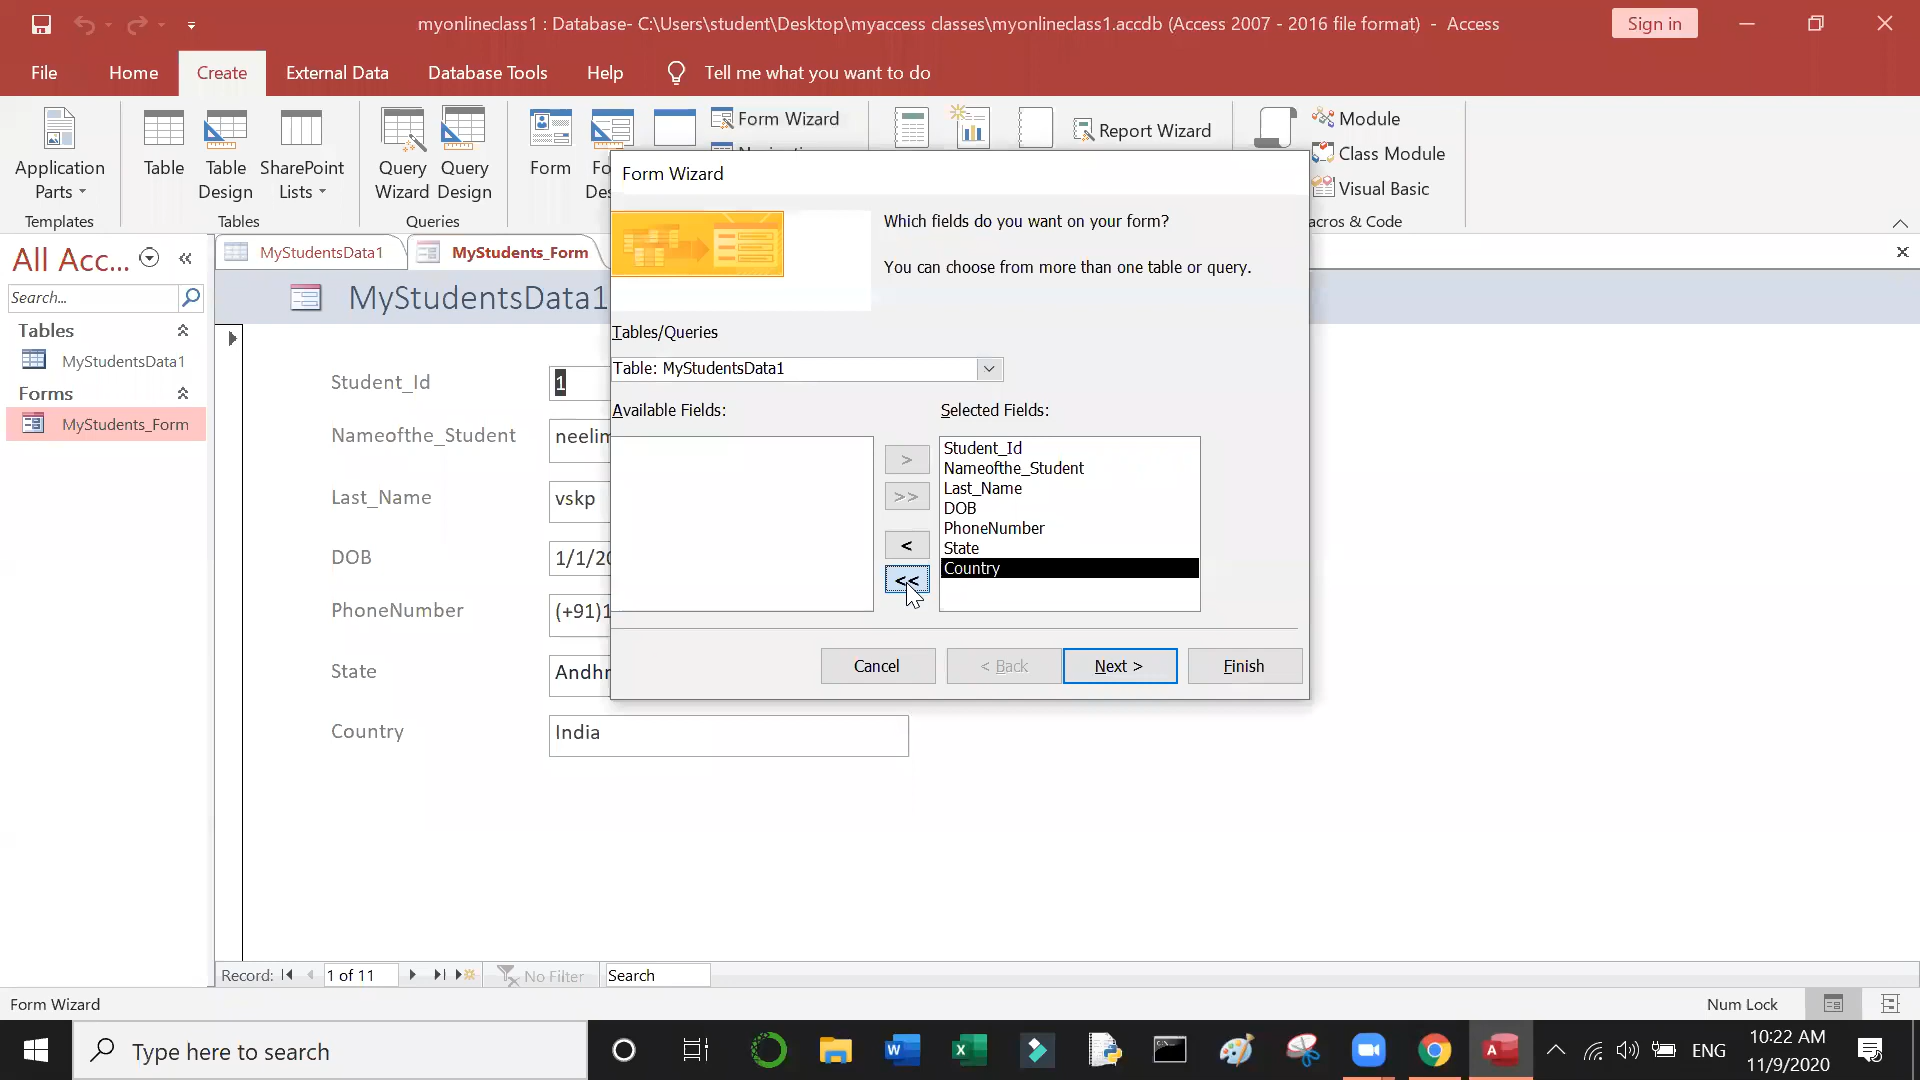 myonlineclass1 : Database- C:\Users\student\Desktop\myaccess classes\myonlineclass1.accdb (Access 2007 - 2016 file format) - Access
Sign in
File
Home
Create
External Data
Database Tools
Help
Tell me what you want to do
Application
Parts
Templates
Table
Table
Design
SharePoint
Lists
Tables
Query
Wizard
Query
Design
Queries
Form
Form Wizard
Report Wizard
Module
Class Module
Visual Basic
acros & Code
All Acc...
Search...
Tables
MyStudentsData1
Forms
MyStudents_Form
MyStudentsData1
MyStudents_Form
MyStudentsData1
Student_Id
1
Nameofthe_Student
neelim
Last_Name
vskp
DOB
1/1/20
PhoneNumber
(+91)1
State
Andhr
Country
India
Form Wizard
Which fields do you want on your form?
You can choose from more than one table or query.
Tables/Queries
Table: MyStudentsData1
Available Fields:
Selected Fields:
>
>>
<
<<
Student_Id
Nameofthe_Student
Last_Name
DOB
PhoneNumber
State
Country
Cancel
< Back
Next >
Finish
Record:
1 of 11
No Filter
Search
Form Wizard
Num Lock
Type here to search
ENG
10:22 AM
11/9/2020